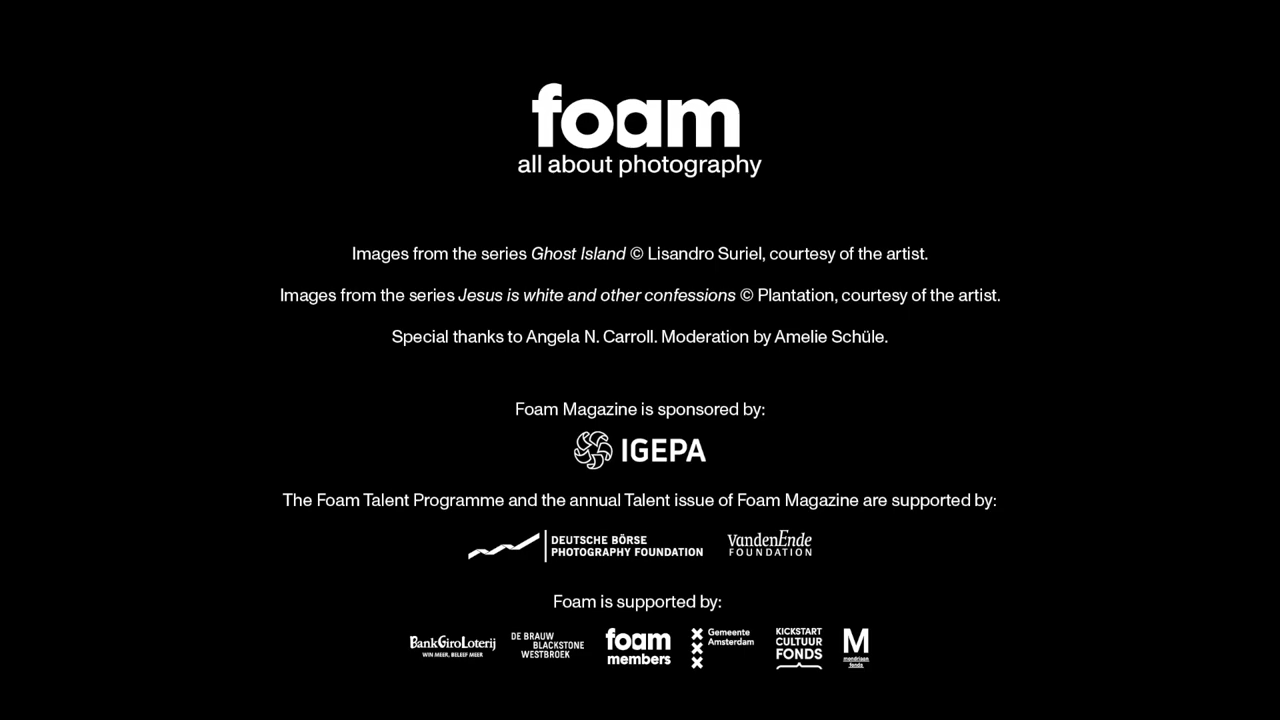 foam
all about photography
Images from the series Ghost Island © Lisandro Suriel, courtesy of the artist.
Images from the series Jesus is white and other confessions © Plantation, courtesy of the artist.
Special thanks to Angela N. Carroll. Moderation by Amelie Schüle.
Foam Magazine is sponsored by:
IGEPA
The Foam Talent Programme and the annual Talent issue of Foam Magazine are supported by:
DEUTSCHE BÖRSE
PHOTOGRAPHY FOUNDATION
VandenEnde
FOUNDATION
Foam is supported by:
BankGiroLoterij
WIN MEER, BELEEF MEER
DE BRAUW
BLACKSTONE
WESTBROEK
foam
members
Gemeente
Amsterdam
KICKSTART
CULTUUR
FONDS
M
mondriaan
fonds